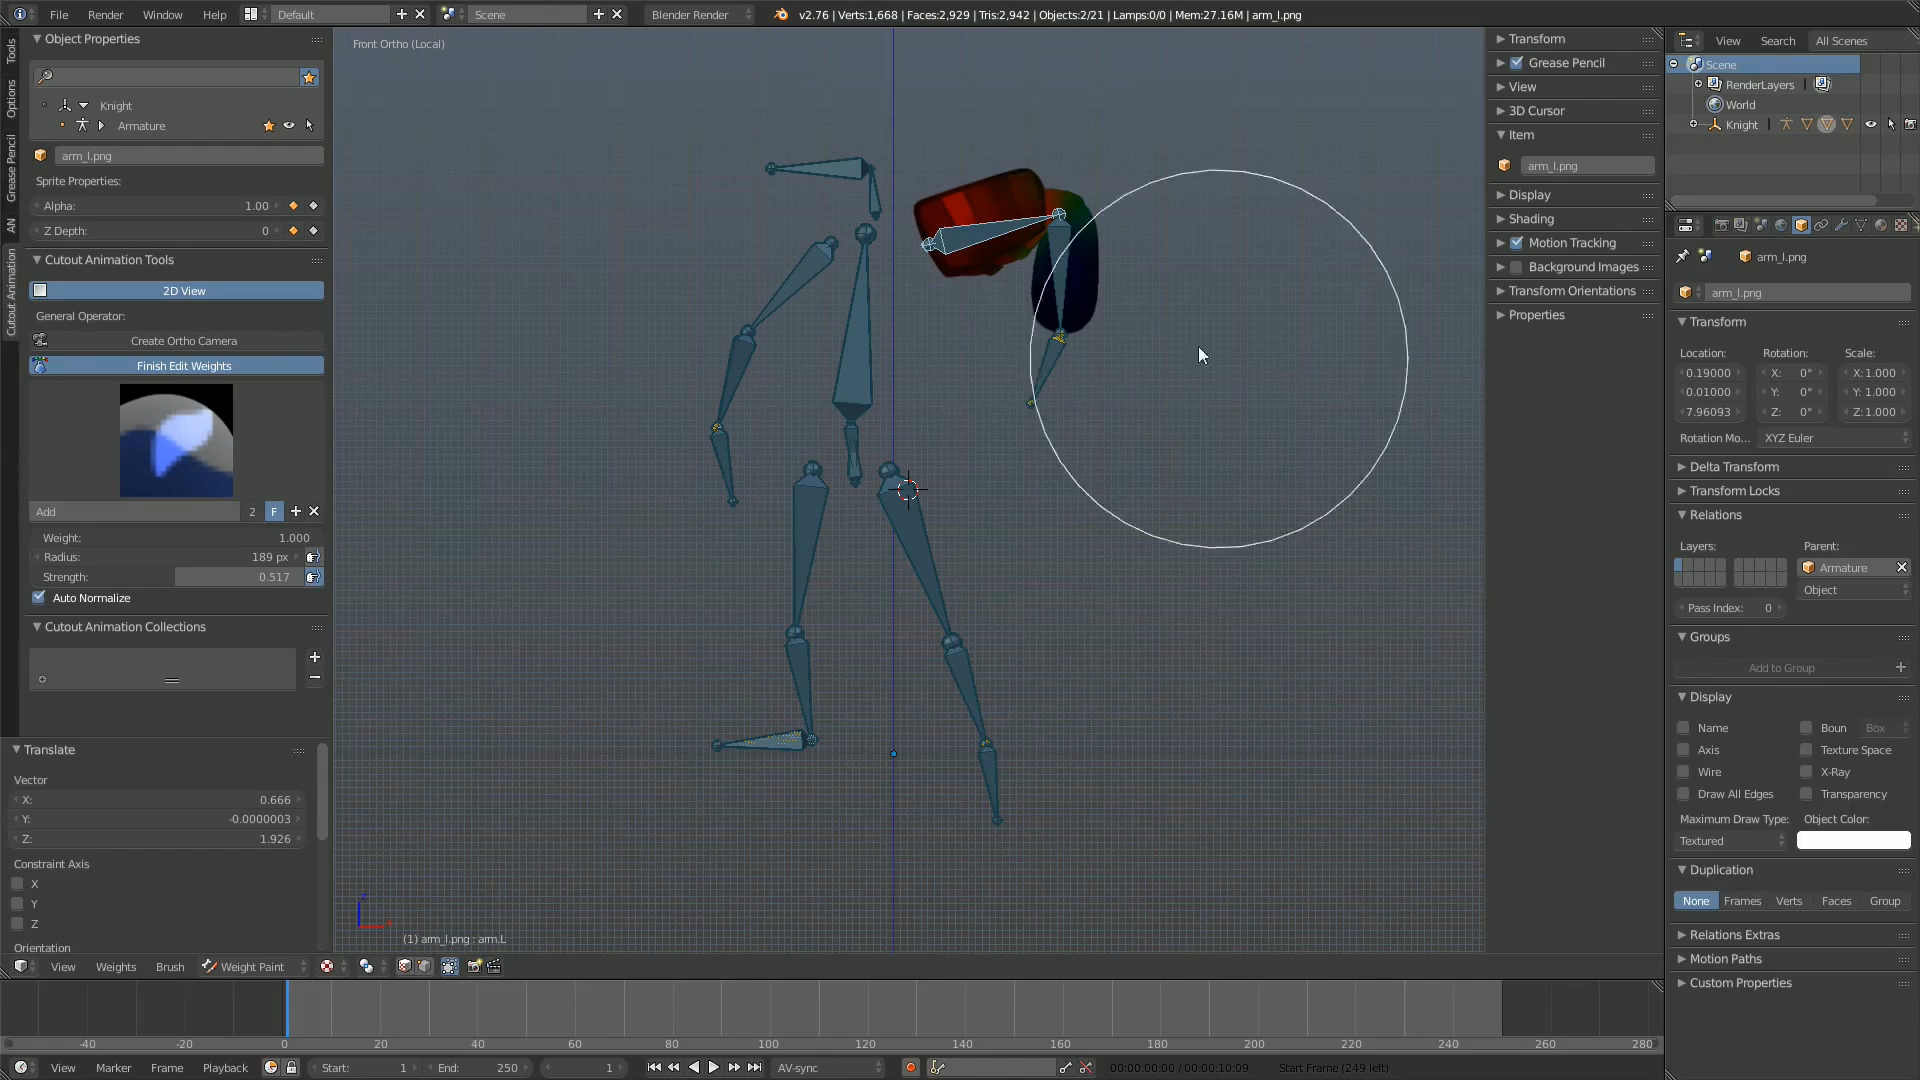 File Render Window Help Default Scene Blender Render v2.76 | Verts:1,668 | Faces:2,929 | Tris:2,942 | Objects:2/21 | Lamps:0/0 | Mem:27.16M | arm_l.png
Tools
Options
Grease Pencil
AN
Cutout Animation
Object Properties
Knight
Armature
arm_l.png
Sprite Properties:
Alpha: 1.00
Z Depth: 0
Cutout Animation Tools
2D View
General Operator:
Create Ortho Camera
Finish Edit Weights
Add 2 F
Weight: 1.000
Radius: 189 px
Strength: 0.517
Auto Normalize
Cutout Animation Collections
Translate
Vector
X: 0.666
Y: -0.0000003
Z: 1.926
Constraint Axis
X
Y
Z
Orientation
Front Ortho (Local)
(1) arm_l.png : arm.L
Transform
Grease Pencil
View
3D Cursor
Item
arm_l.png
Display
Shading
Motion Tracking
Background Images
Transform Orientations
Properties
View Search All Scenes
Scene
RenderLayers
World
Knight
arm_l.png
arm_l.png
Transform
Location: Rotation: Scale:
0.19000 X: 0° X: 1.000
0.01000 Y: 0° Y: 1.000
7.96093 Z: 0° Z: 1.000
Rotation Mo... XYZ Euler
Delta Transform
Transform Locks
Relations
Layers: Parent:
Armature
Object
Pass Index: 0
Groups
Add to Group
Display
Name Boun Box
Axis Texture Space
Wire X-Ray
Draw All Edges Transparency
Maximum Draw Type: Object Color:
Textured
Duplication
None Frames Verts Faces Group
Relations Extras
Motion Paths
Custom Properties
View Weights Brush Weight Paint
-40 -20 0 20 40 60 80 100 120 140 160 180 200 220 240 260 280
View Marker Frame Playback Start: 1 End: 250 1 AV-sync 00:00:00:00 / 00:00:10:09 Start Frame (249 left)